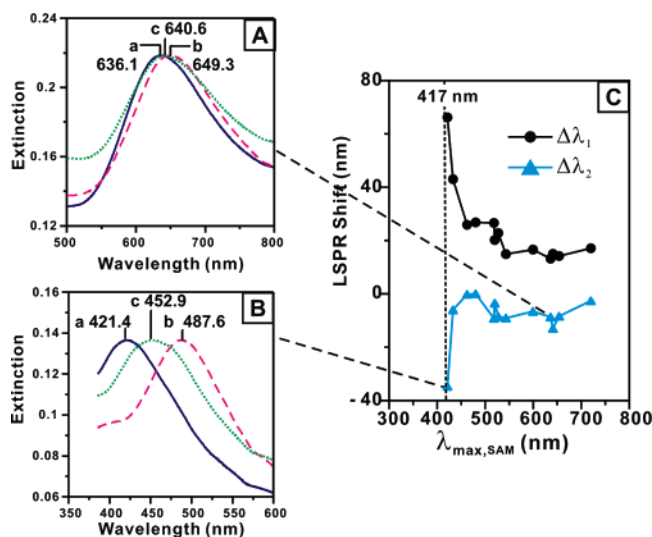 0.24
c 640.6
A
a
b
636.1
649.3
0.2
0.16
0.12
Extinction
500
600
700
800
Wavelength (nm)
0.16
c 452.9
B
a 421.4
b 487.6
0.14
0.12
0.1
0.08
0.06
Extinction
350
400
450
500
550
600
Wavelength (nm)
80
417 nm
C
Δλ₁
Δλ₂
40
0
- 40
LSPR Shift (nm)
300
400
500
600
700
800
λmax,SAM (nm)